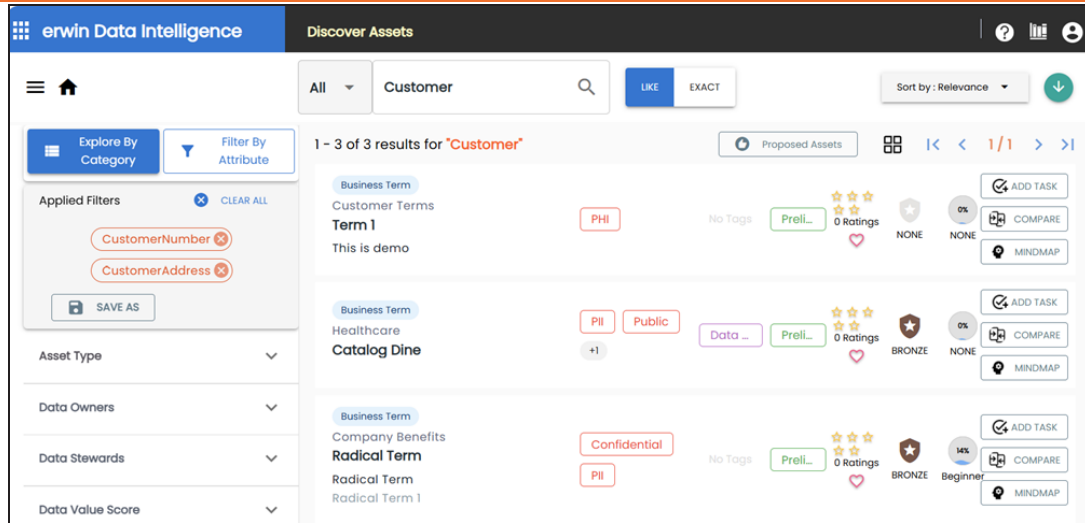 erwin Data Intelligence
Discover Assets
All
Customer
LIKE
EXACT
Sort by : Relevance
Explore By
Category
Filter By
Attribute
Applied Filters
CLEAR ALL
CustomerNumber
CustomerAddress
SAVE AS
Asset Type
Data Owners
Data Stewards
Data Value Score
1 - 3 of 3 results for "Customer"
Proposed Assets
1/1
Business Term
Customer Terms
Term 1
This is demo
PHI
No Tags
Preli...
0 Ratings
NONE
0%
NONE
ADD TASK
COMPARE
MINDMAP
Business Term
Healthcare
Catalog Dine
PII
Public
+1
Data ...
Preli...
0 Ratings
BRONZE
0%
NONE
ADD TASK
COMPARE
MINDMAP
Business Term
Company Benefits
Radical Term
Radical Term
Radical Term 1
Confidential
PII
No Tags
Preli...
0 Ratings
BRONZE
14%
Beginner
ADD TASK
COMPARE
MINDMAP